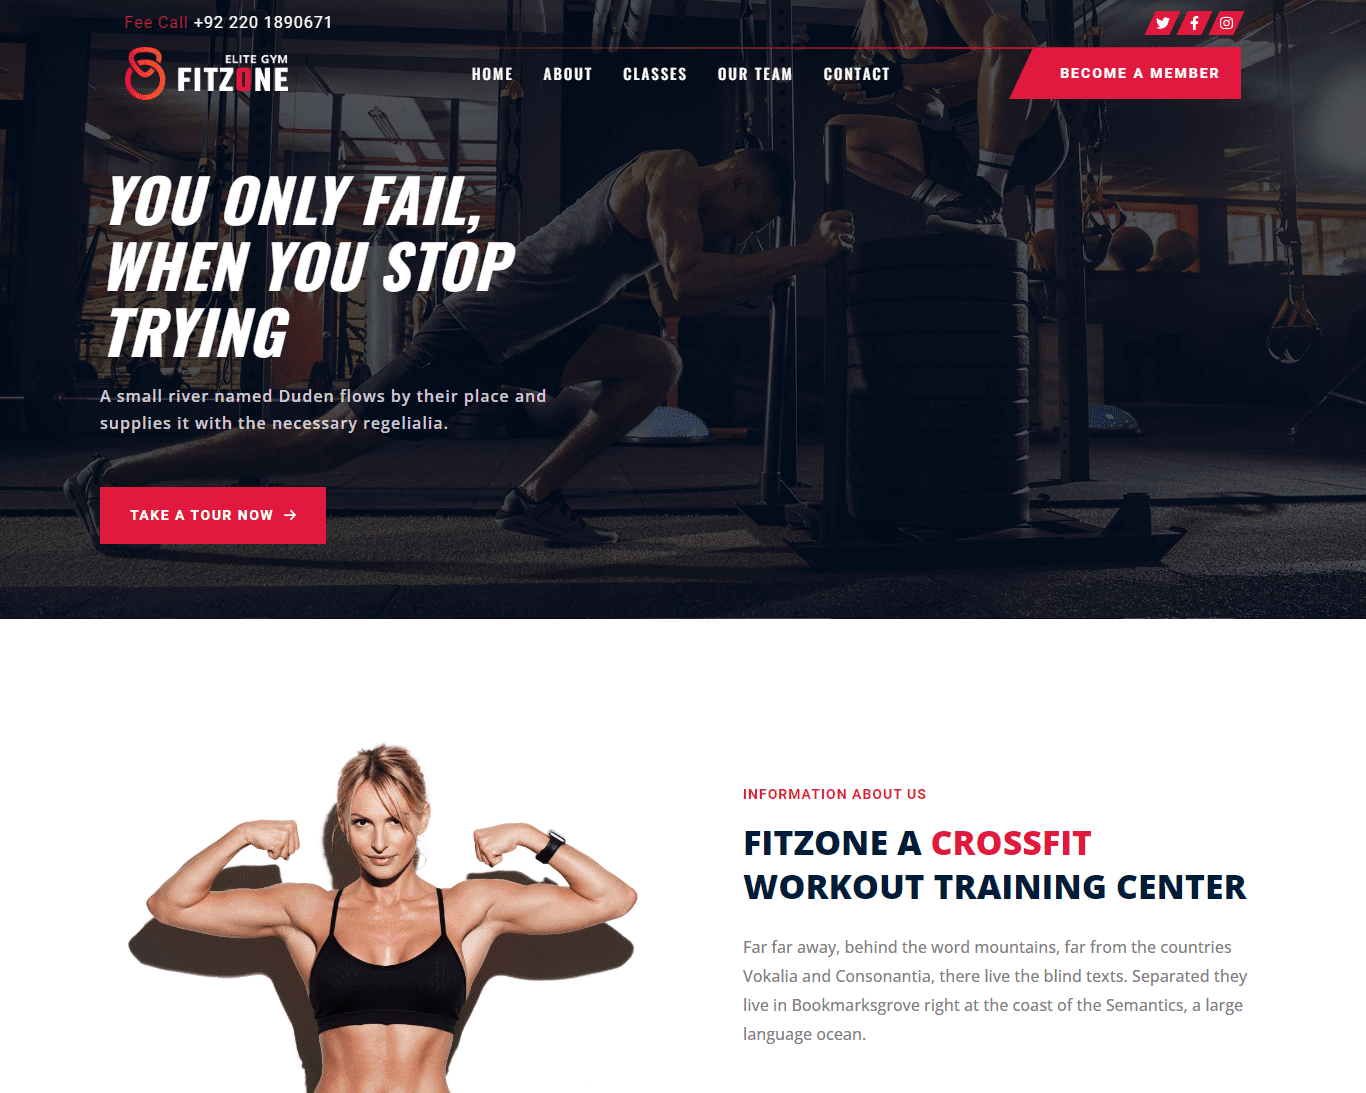 Fee Call +92 220 1890671
ELITE GYM
FITZONE
HOME ABOUT CLASSES OUR TEAM CONTACT
BECOME A MEMBER
YOU ONLY FAIL,
WHEN YOU STOP
TRYING
A small river named Duden flows by their place and
supplies it with the necessary regelialia.
TAKE A TOUR NOW →
INFORMATION ABOUT US
FITZONE A CROSSFIT
WORKOUT TRAINING CENTER
Far far away, behind the word mountains, far from the countries
Vokalia and Consonantia, there live the blind texts. Separated they
live in Bookmarksgrove right at the coast of the Semantics, a large
language ocean.